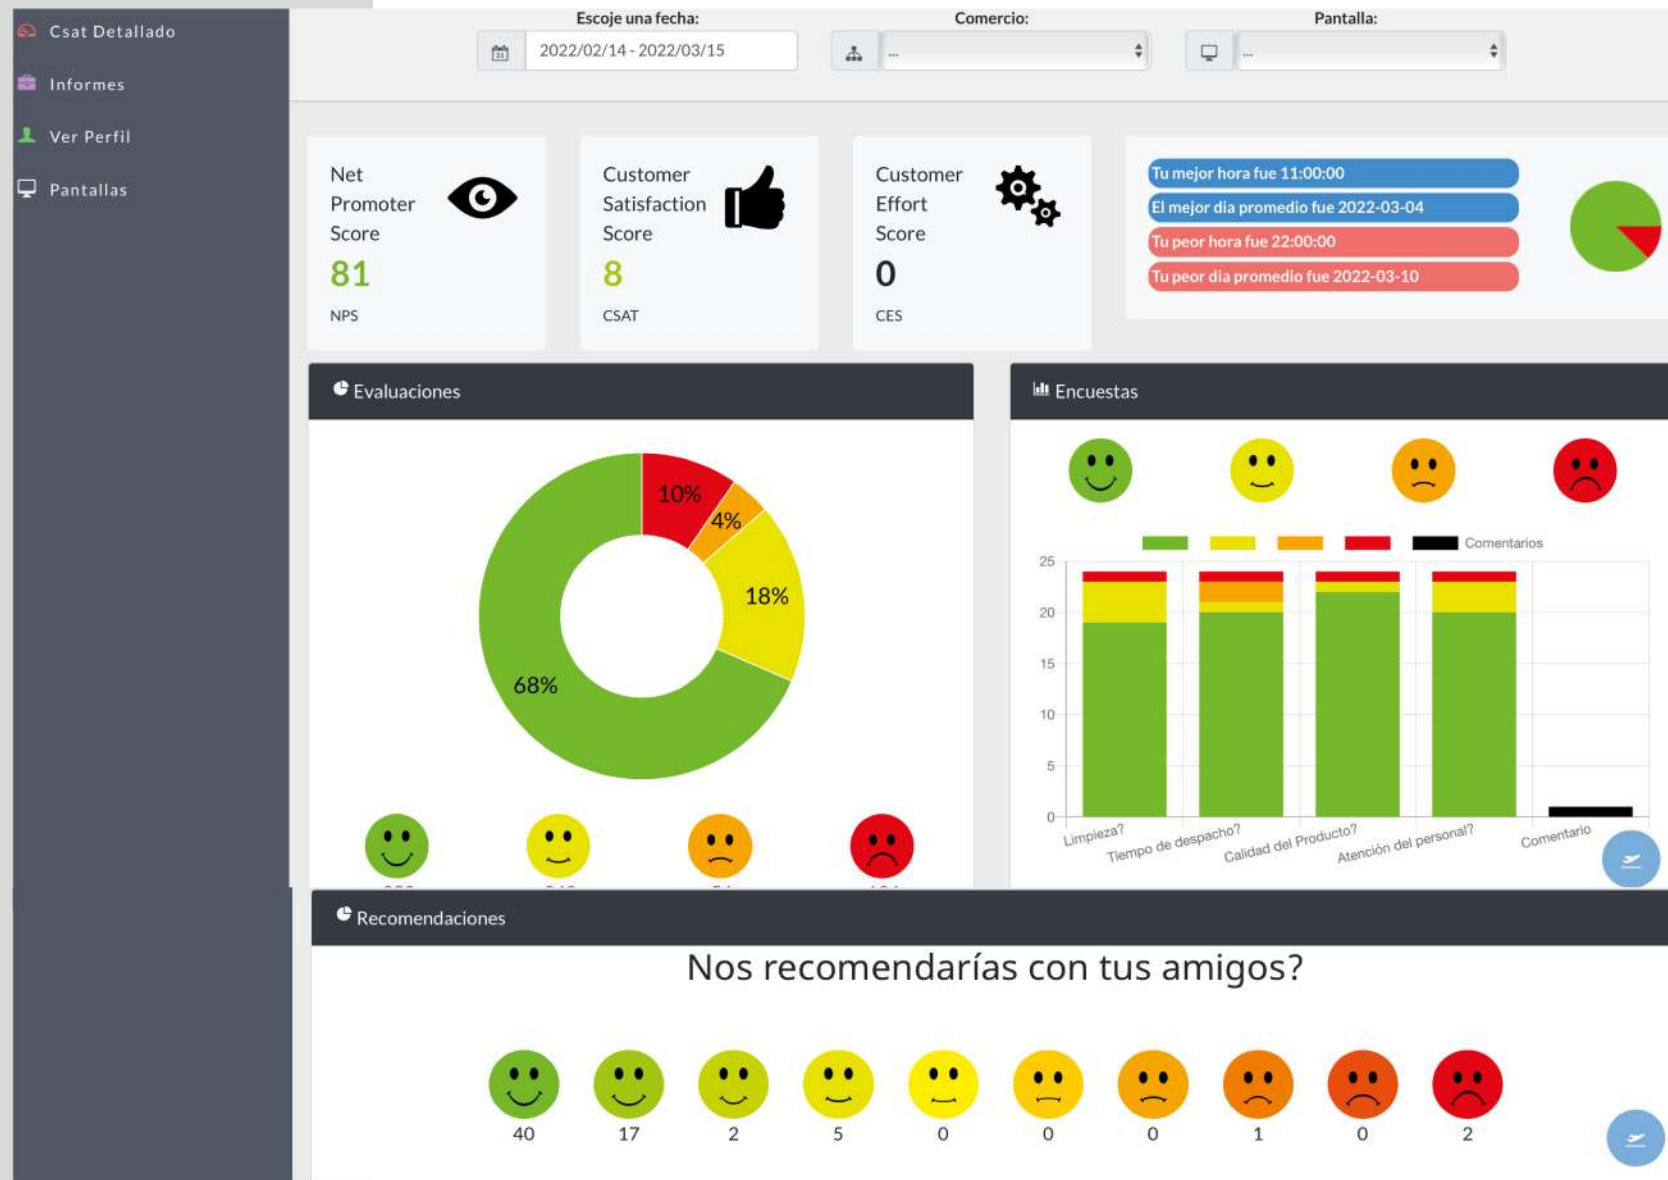 Csat Detallado
Informes
Ver Perfil
Pantallas
Escoje una fecha:
Comercio:
Pantalla:
31
2022/02/14 - 2022/03/15
...
...
Net
Promoter
Score
81
NPS
Customer
Satisfaction
Score
8
CSAT
Customer
Effort
Score
0
CES
Tu mejor hora fue 11:00:00
El mejor dia promedio fue 2022-03-04
Tu peor hora fue 22:00:00
Tu peor dia promedio fue 2022-03-10
Evaluaciones
10%
4%
18%
68%
Encuestas
Comentarios
25
20
15
10
5
0
Limpieza?
Tiempo de despacho?
Calidad del Producto?
Atención del personal?
Comentario
Recomendaciones
Nos recomendarías con tus amigos?
40 17 2 5 0 0 0 1 0 2